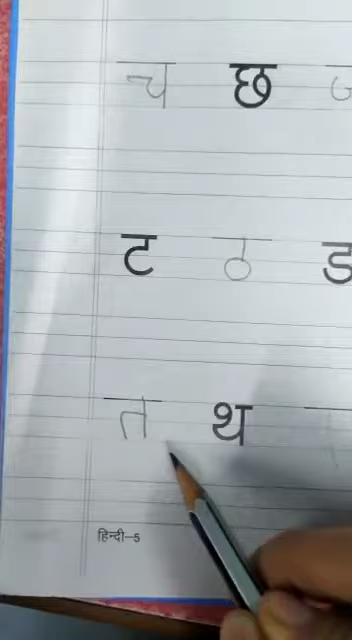 च छ ज
ट ठ ड
त थ
हिन्दी–5